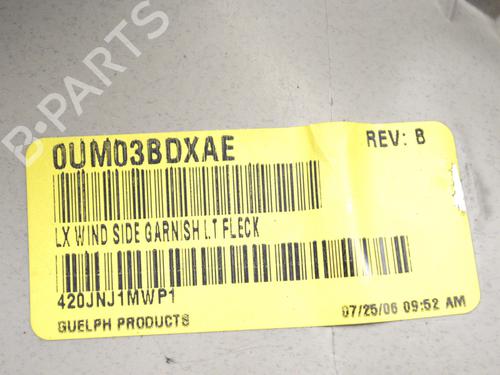 B-PARTS
0UM03BDXAE
REV: B
LX WIND SIDE GARNISH LT FLECK
420JNJ1MWP1
GUELPH PRODUCTS
07/25/06 09:52 AM